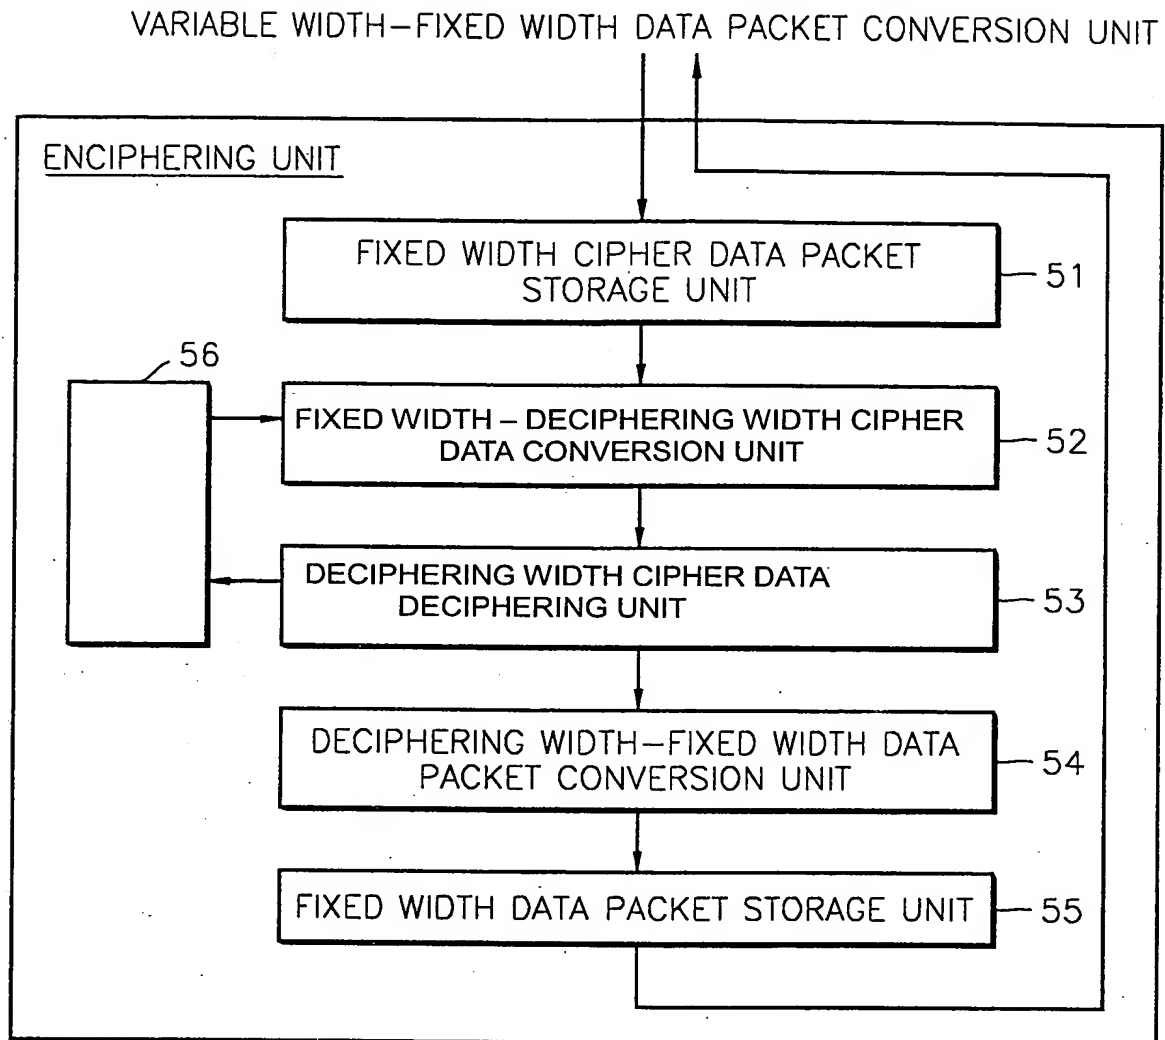 VARIABLE WIDTH–FIXED WIDTH DATA PACKET CONVERSION UNIT
ENCIPHERING UNIT
FIXED WIDTH CIPHER DATA PACKET
STORAGE UNIT
51
56
FIXED WIDTH – DECIPHERING WIDTH CIPHER
DATA CONVERSION UNIT
52
DECIPHERING WIDTH CIPHER DATA
DECIPHERING UNIT
53
DECIPHERING WIDTH–FIXED WIDTH DATA
PACKET CONVERSION UNIT
54
FIXED WIDTH DATA PACKET STORAGE UNIT
55